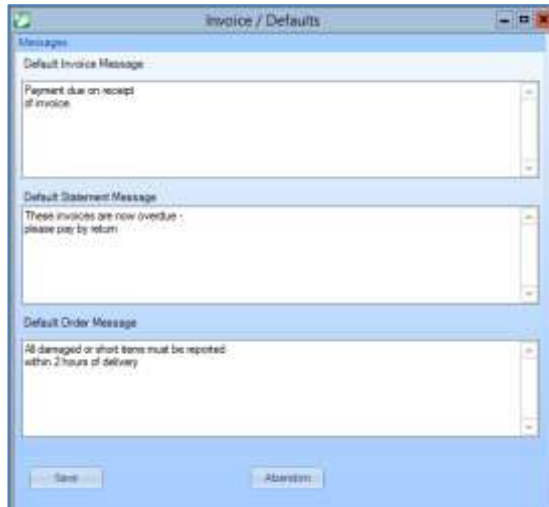 Invoice / Defaults
Messages
Default Invoice Message
Payment due on receipt
of invoice.
Default Statement Message
These invoices are now overdue -
please pay by return
Default Order Message
All damaged or short items must be reported
within 2 hours of delivery
Save
Abandon